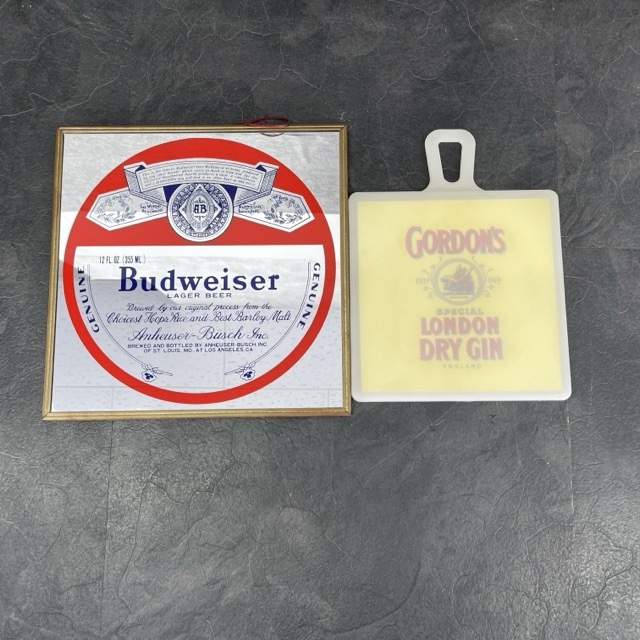 12 FL. OZ. (355 ML.)
GENUINE
Budweiser
GENUINE
LAGER BEER
Brewed by our original process from the
Choicest Hops, Rice and Best Barley Malt
Anheuser-Busch, Inc.
BREWED AND BOTTLED BY ANHEUSER-BUSCH, INC.
OF ST. LOUIS, MO. AT LOS ANGELES, CA.
GORDON'S
SPECIAL
LONDON
DRY GIN
ENGLAND